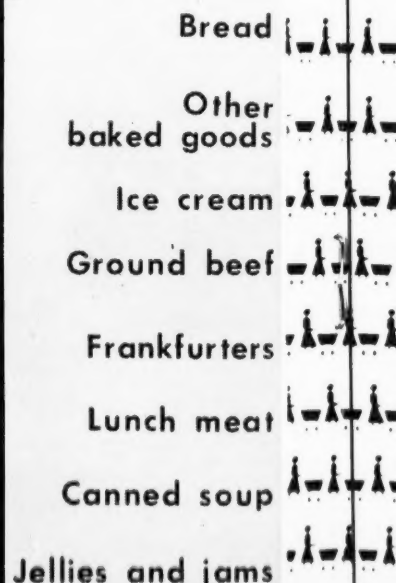 Bread
Other
baked goods
Ice cream
Ground beef
Frankfurters
Lunch meat
Canned soup
Jellies and jams